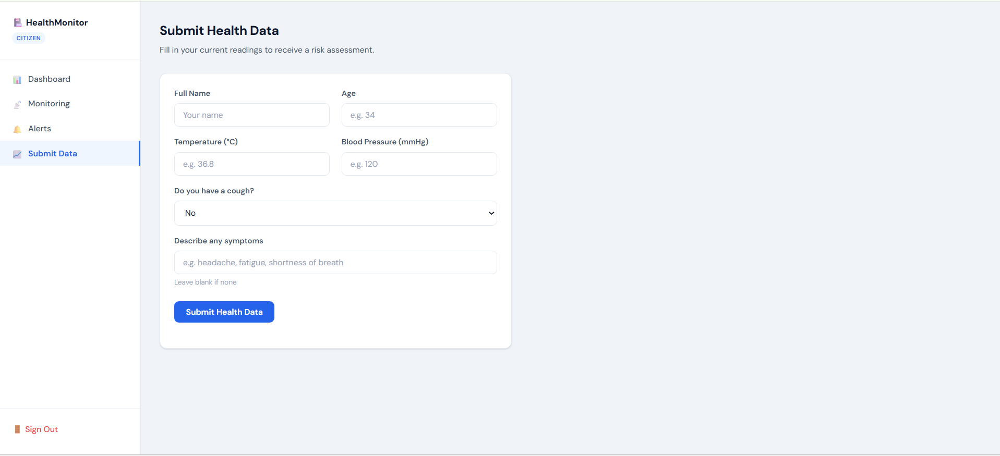 HealthMonitor
CITIZEN
Dashboard
Monitoring
Alerts
Submit Data
Sign Out
Submit Health Data
Fill in your current readings to receive a risk assessment.
Full Name
Age
Your name
e.g. 34
Temperature (°C)
Blood Pressure (mmHg)
e.g. 36.8
e.g. 120
Do you have a cough?
No
Describe any symptoms
e.g. headache, fatigue, shortness of breath
Leave blank if none
Submit Health Data